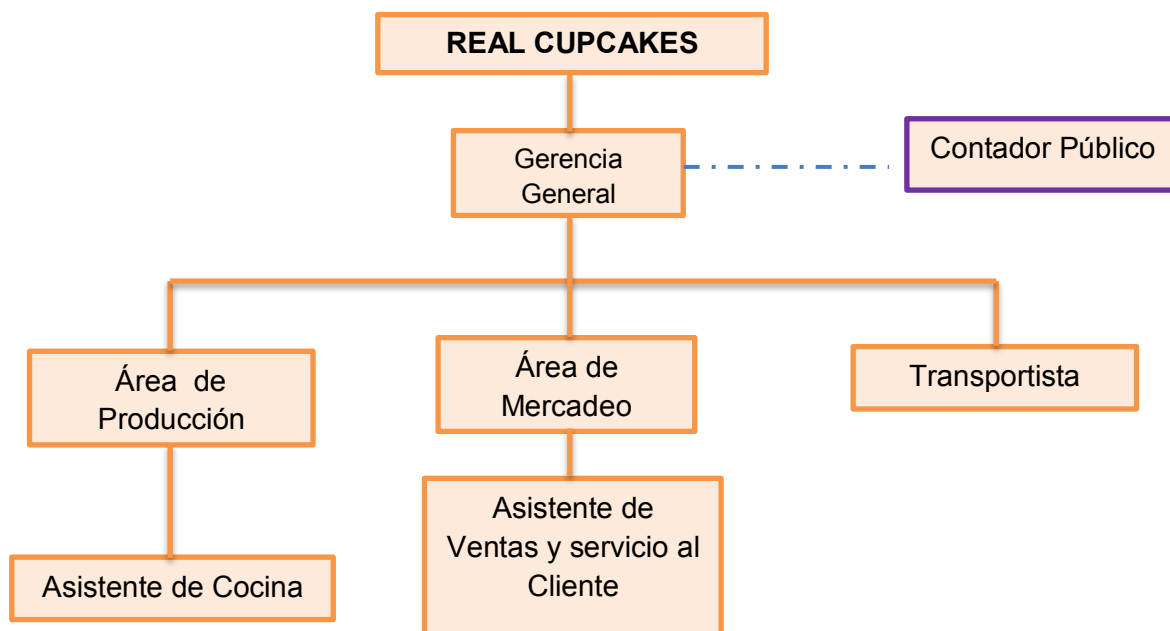 REAL CUPCAKES
Gerencia
General
Contador Público
Área de
Producción
Área de
Mercadeo
Transportista
Asistente de Cocina
Asistente de
Ventas y servicio al
Cliente